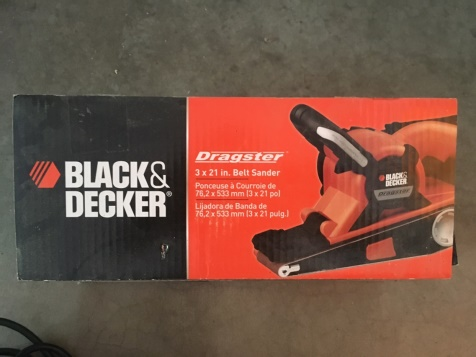 BLACK&
DECKER®
Dragster™
3 x 21 in. Belt Sander
Ponceuse à Courroie de
76,2 x 533 mm (3 x 21 po)
Lijadora de Banda de
76,2 x 533 mm (3 x 21 pulg.)
BLACK&
DECKER
DRAGSTER